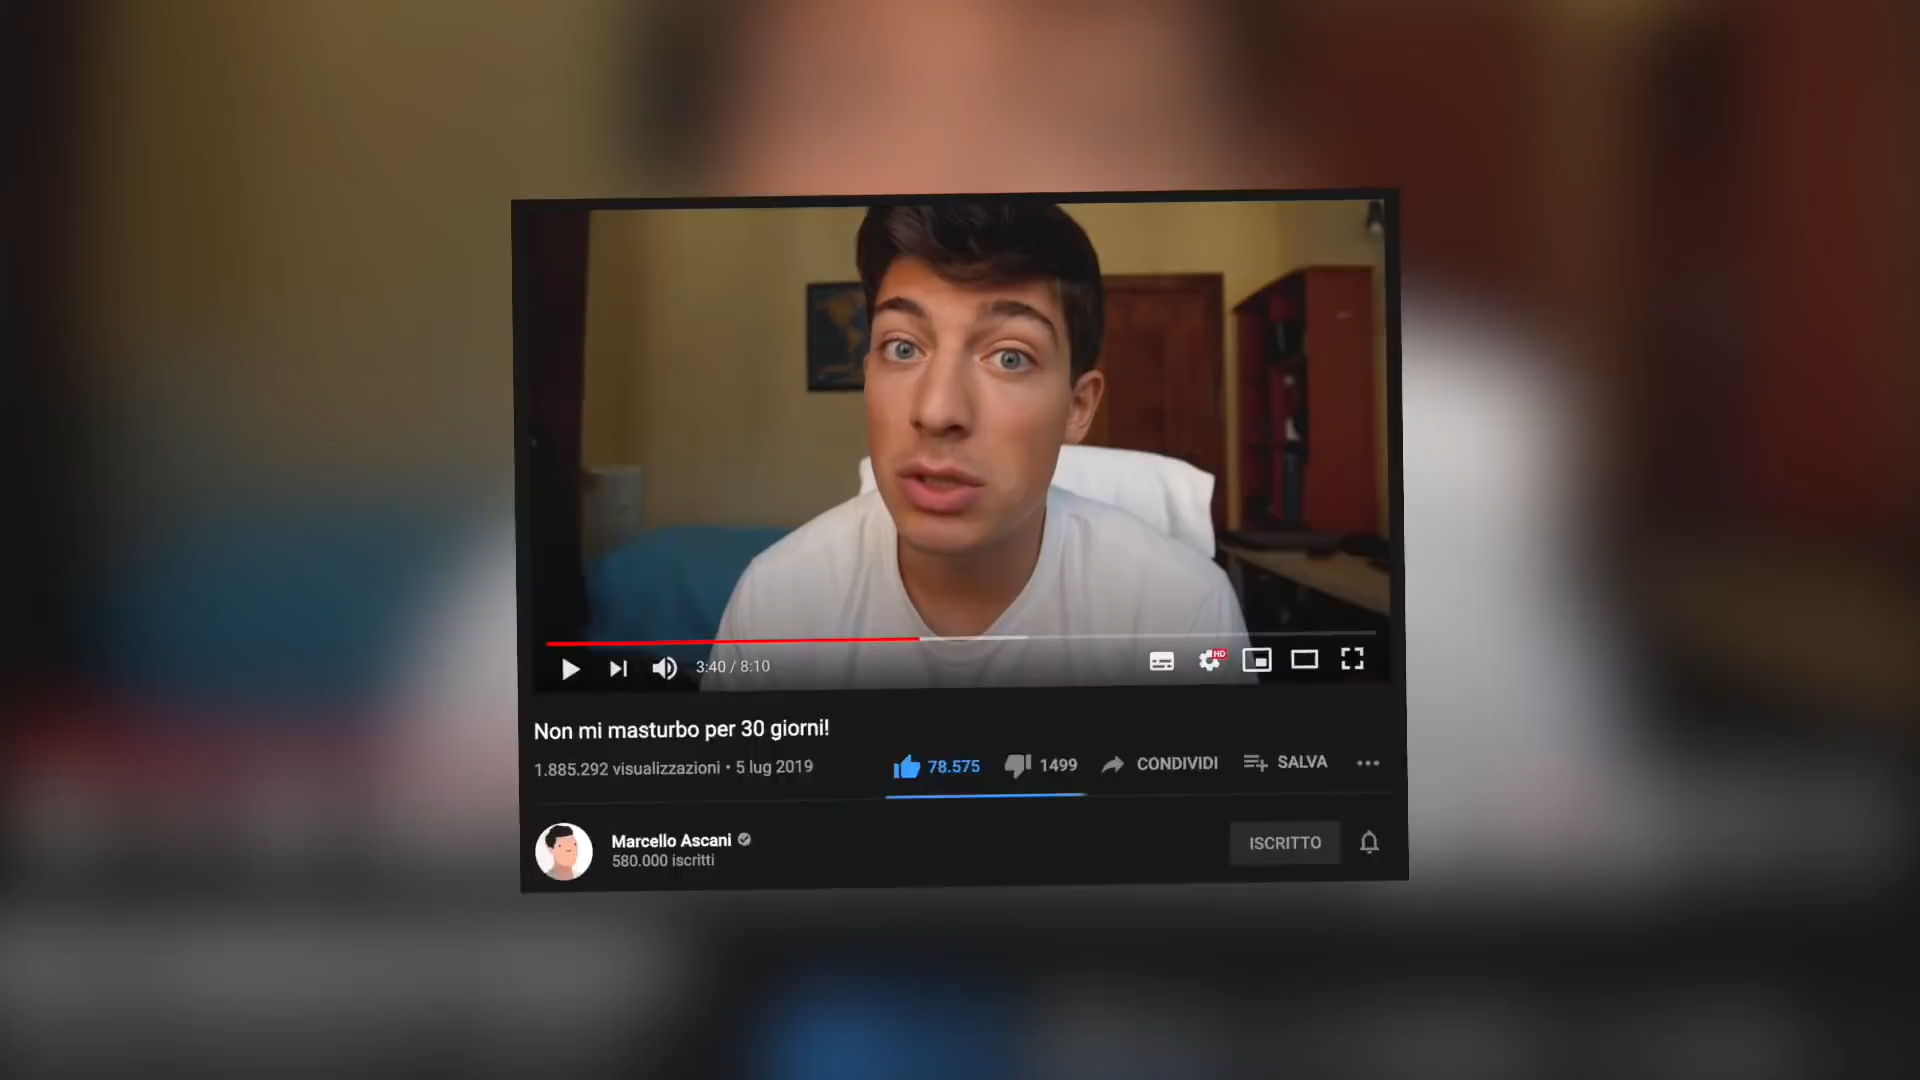 3:40 / 8:10
HD
Non mi masturbo per 30 giorni!
1.885.292 visualizzazioni • 5 lug 2019
78.575 1499 CONDIVIDI SALVA
Marcello Ascani
580.000 iscritti
ISCRITTO